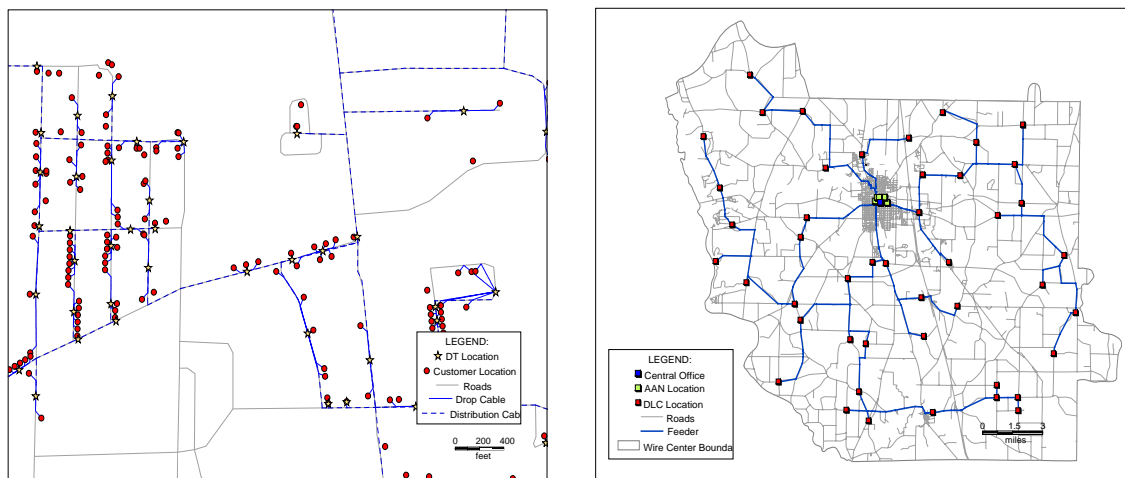 LEGEND:
DT Location
Customer Location
Roads
Drop Cable
Distribution Cab
0 200 400
feet
LEGEND:
Central Office
AAN Location
DLC Location
Roads
Feeder
Wire Center Bounda
0 1.5 3
miles